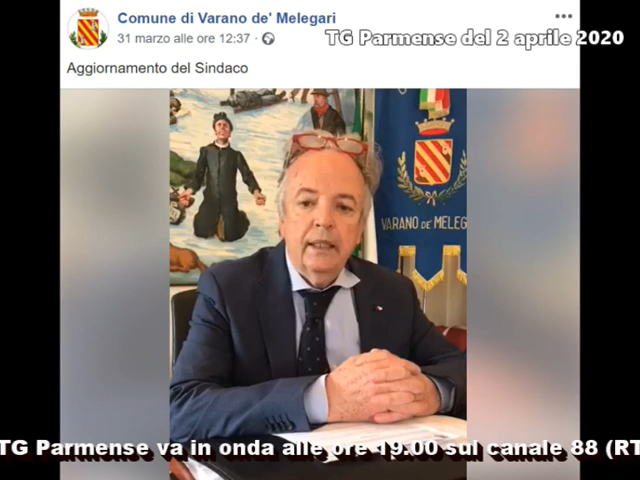 Comune di Varano de' Melegari
31 marzo alle ore 12:37 ·
TG Parmense del 2 aprile 2020
Aggiornamento del Sindaco
VARANO DE' MELEG
TG Parmense va in onda alle ore 19.00 sul canale 88 (RT